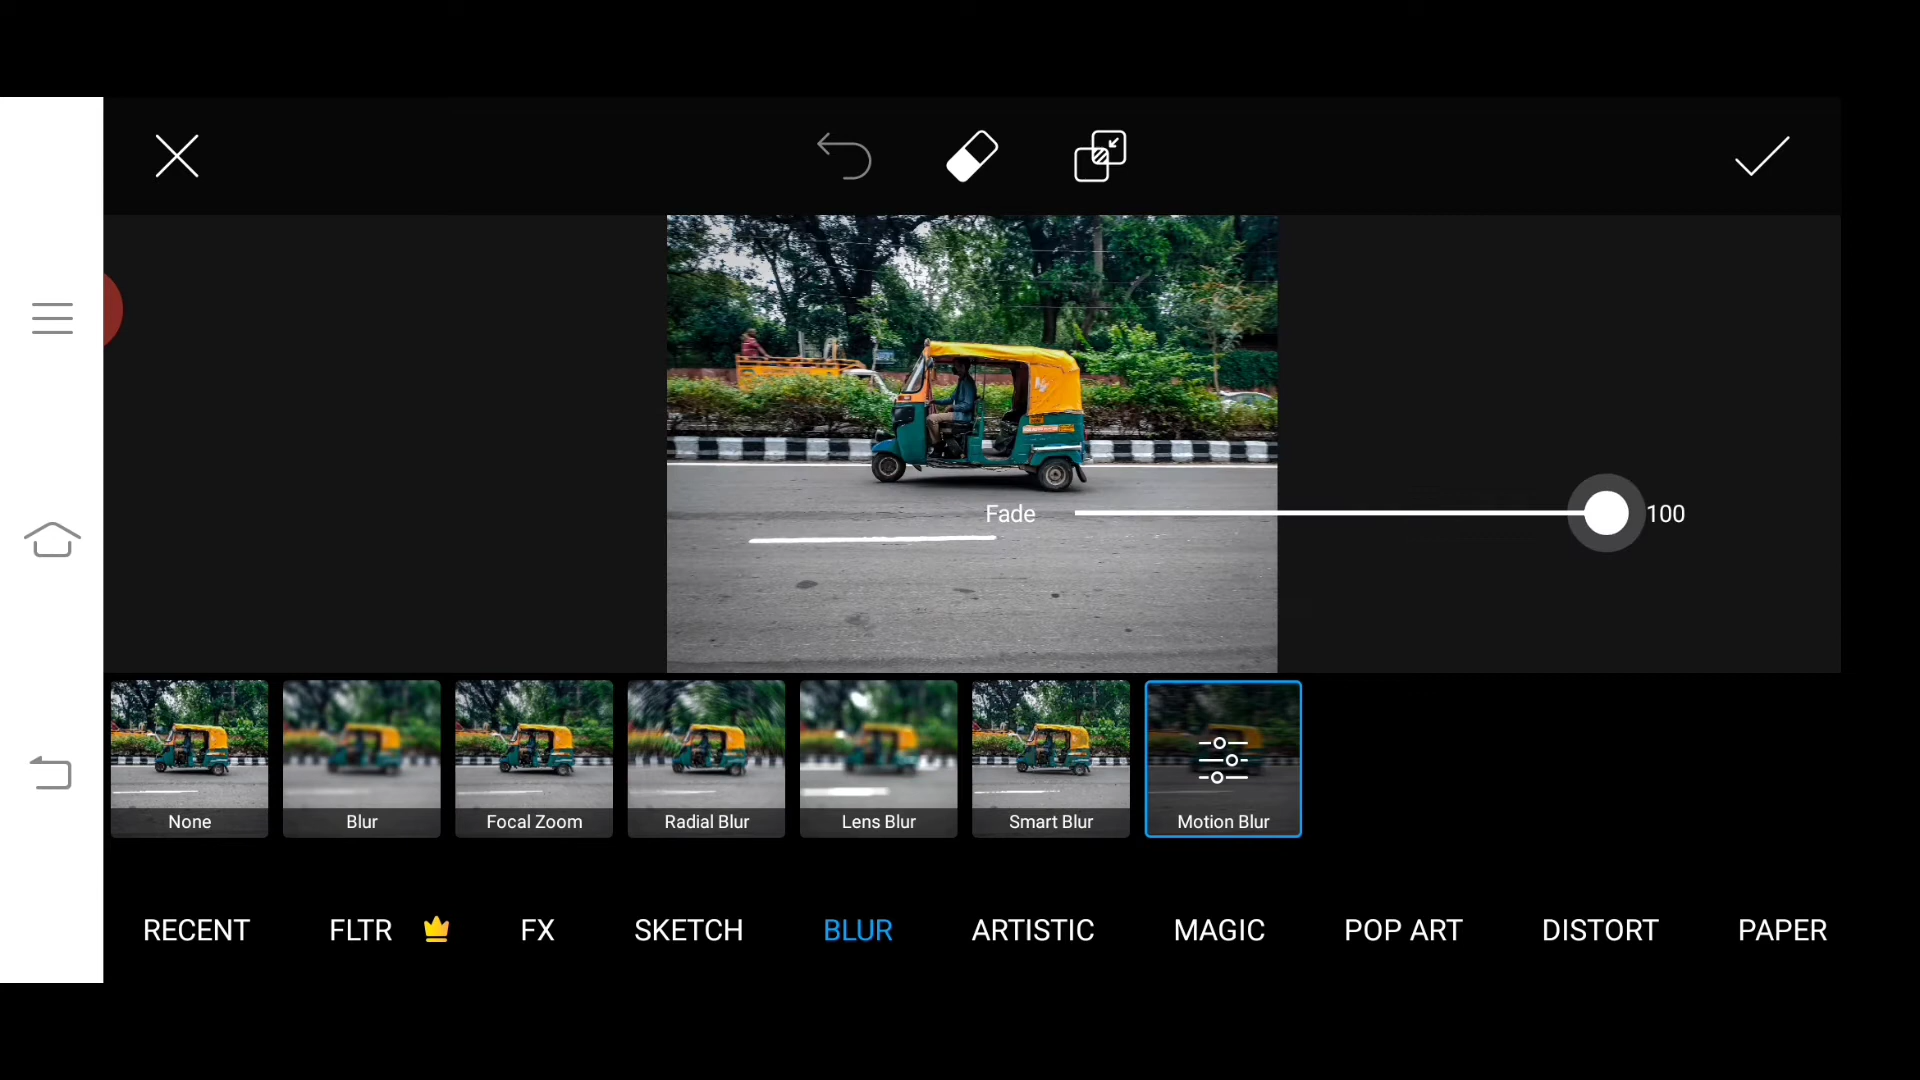 Fade 100
None Blur Focal Zoom Radial Blur Lens Blur Smart Blur Motion Blur
RECENT FLTR FX SKETCH BLUR ARTISTIC MAGIC POP ART DISTORT PAPER